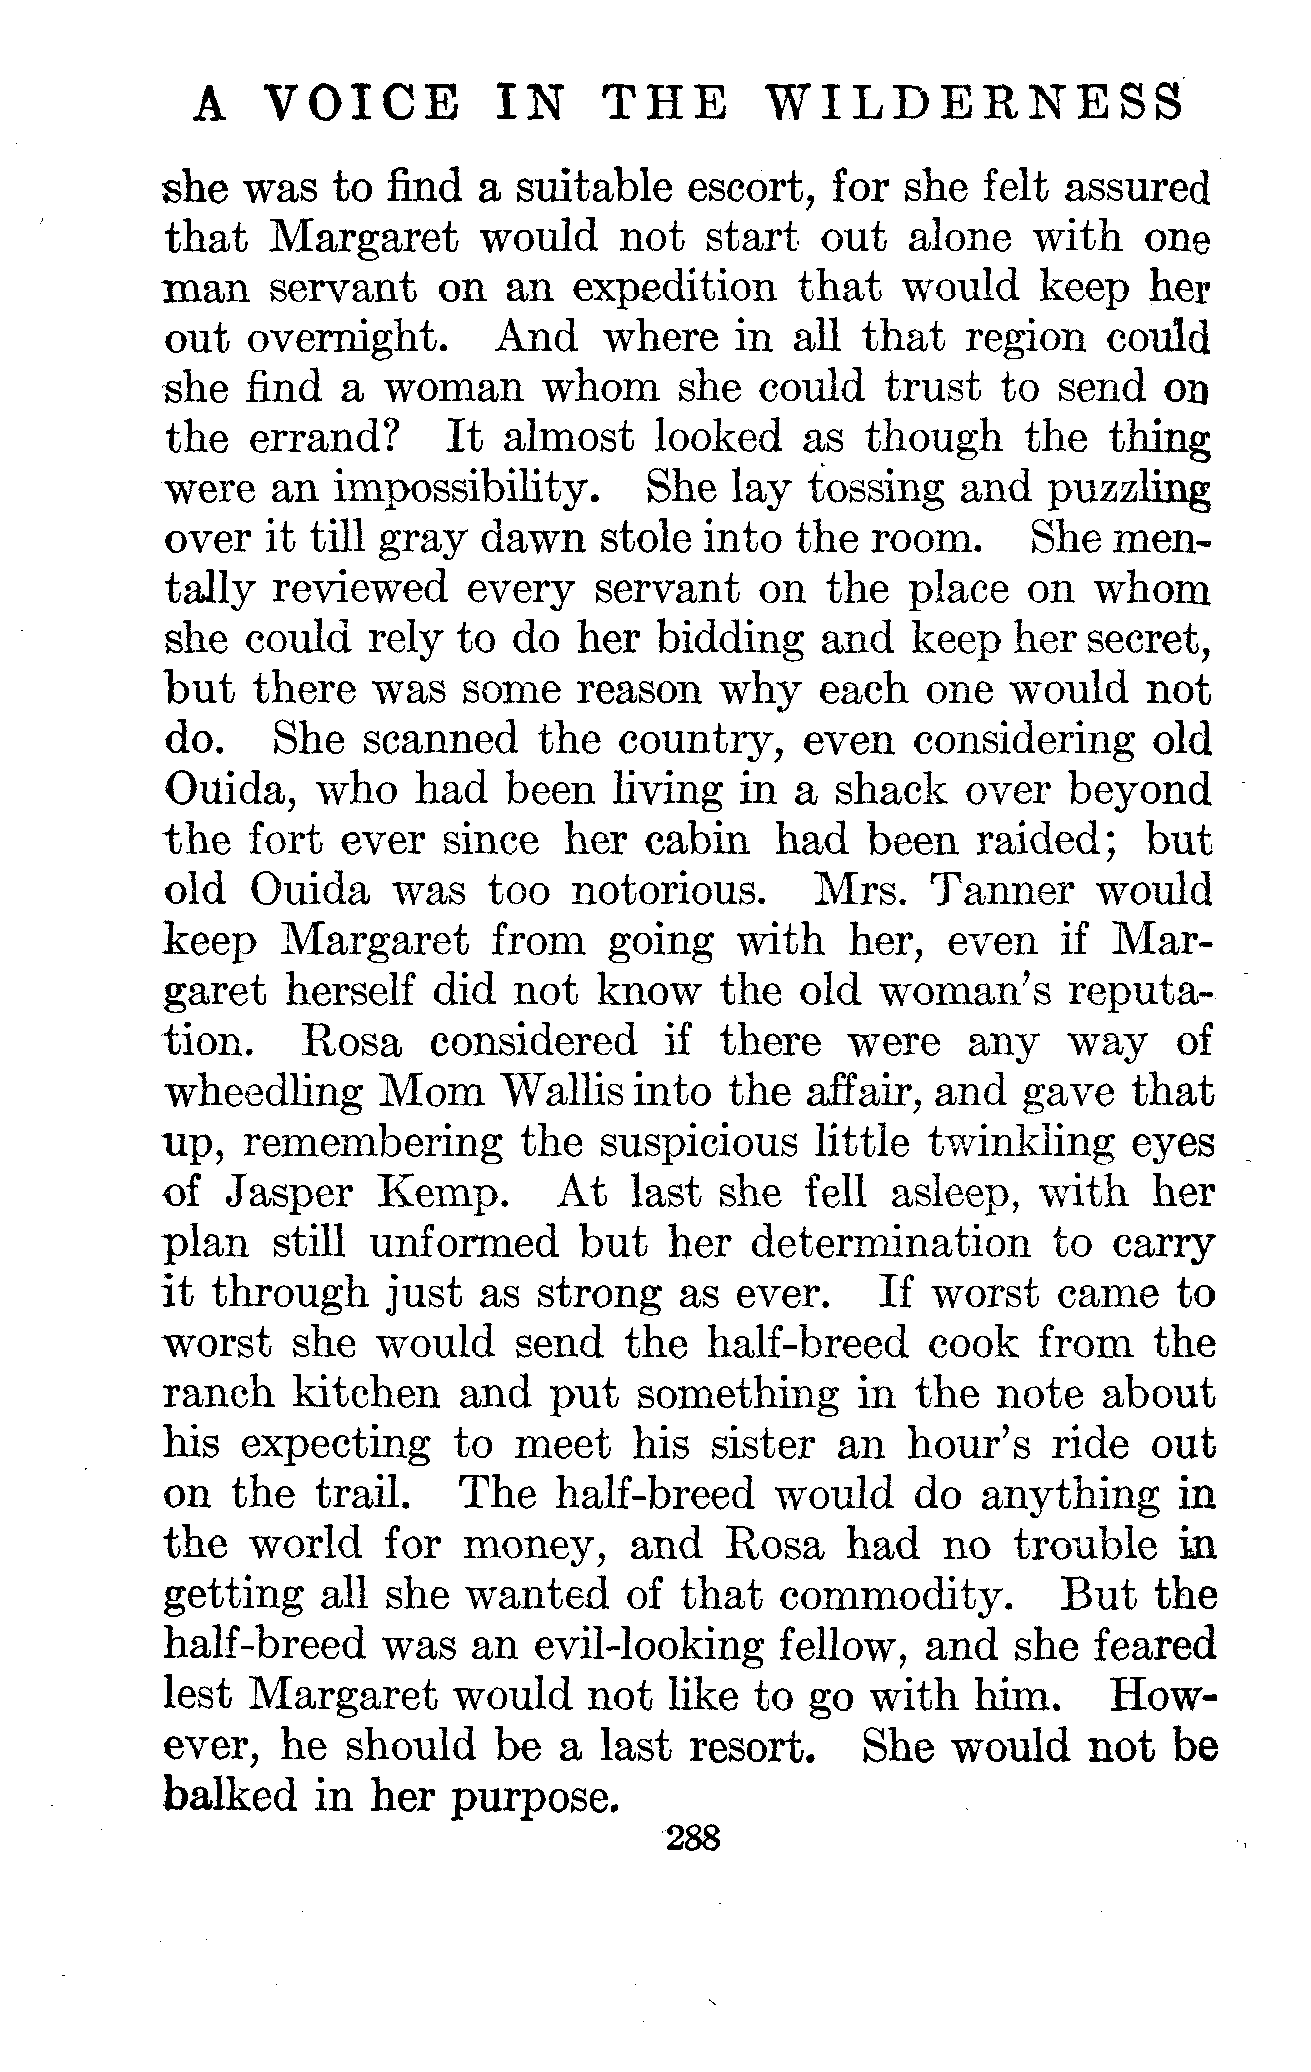 A VOICE IN THE WILDERNESS
she was to find a suitable escort, for she felt assured
that Margaret would not start out alone with one
man servant on an expedition that would keep her
out overnight. And where in all that region could
she find a woman whom she could trust to send on
the errand? It almost looked as though the thing
were an impossibility. She lay tossing and puzzling
over it till gray dawn stole into the room. She men-
tally reviewed every servant on the place on whom
she could rely to do her bidding and keep her secret,
but there was some reason why each one would not
do. She scanned the country, even considering old
Ouida, who had been living in a shack over beyond
the fort ever since her cabin had been raided; but
old Ouida was too notorious. Mrs. Tanner would
keep Margaret from going with her, even if Mar-
garet herself did not know the old woman's reputa-
tion. Rosa considered if there were any way of
wheedling Mom Wallis into the affair, and gave that
up, remembering the suspicious little twinkling eyes
of Jasper Kemp. At last she fell asleep, with her
plan still unformed but her determination to carry
it through just as strong as ever. If worst came to
worst she would send the half-breed cook from the
ranch kitchen and put something in the note about
his expecting to meet his sister an hour's ride out
on the trail. The half-breed would do anything in
the world for money, and Rosa had no trouble in
getting all she wanted of that commodity. But the
half-breed was an evil-looking fellow, and she feared
lest Margaret would not like to go with him. How-
ever, he should be a last resort. She would not be
balked in her purpose.
288